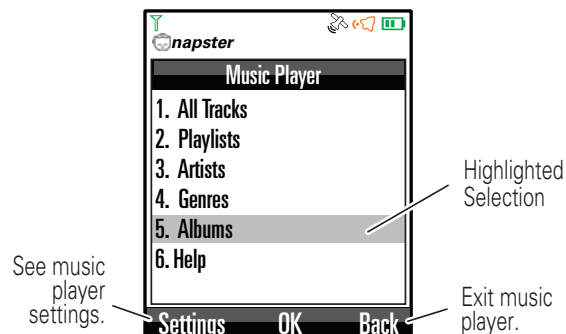 napster
Music Player
1. All Tracks
2. Playlists
3. Artists
4. Genres
5. Albums
6. Help
Settings OK Back
Highlighted
Selection
See music
player
settings.
Exit music
player.